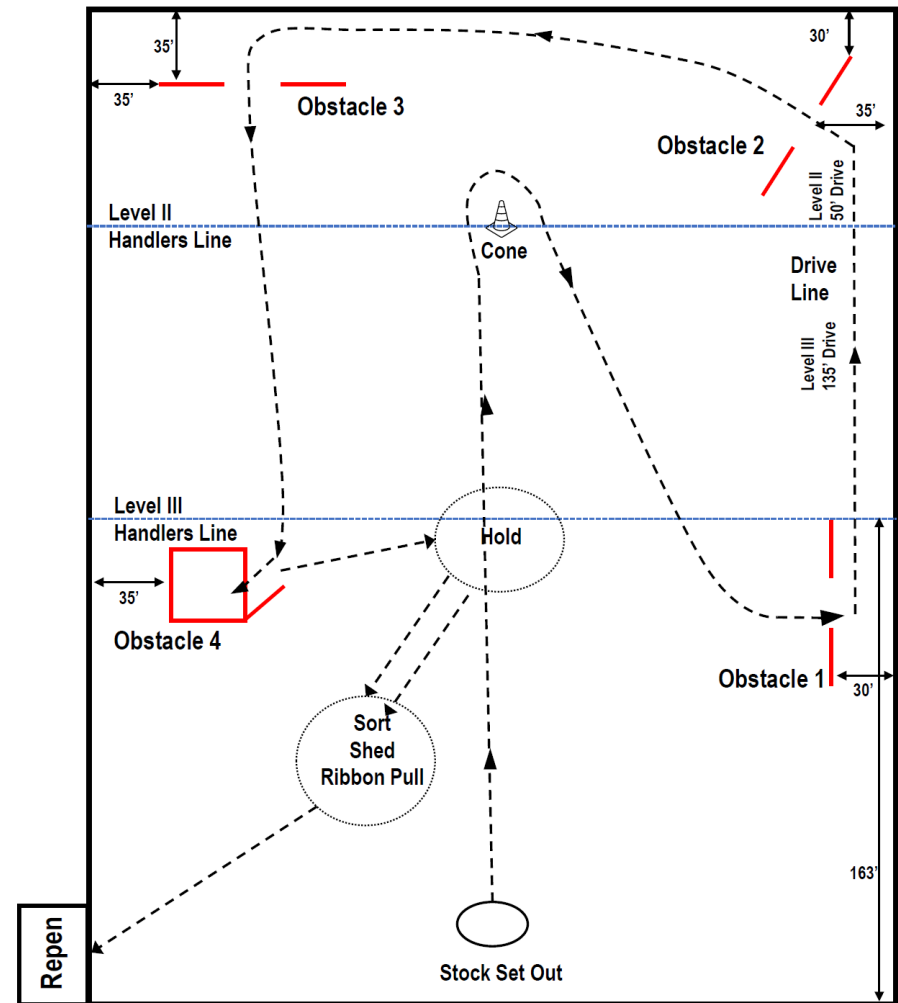 35’
30’
35’
Obstacle 3
35’
Obstacle 2
Level II
50’ Drive
Level II
Handlers Line
Cone
Drive
Line
Level III
135’ Drive
Level III
Handlers Line
Hold
35’
Obstacle 4
Obstacle 1
30’
Sort
Shed
Ribbon Pull
163’
Repen
Stock Set Out